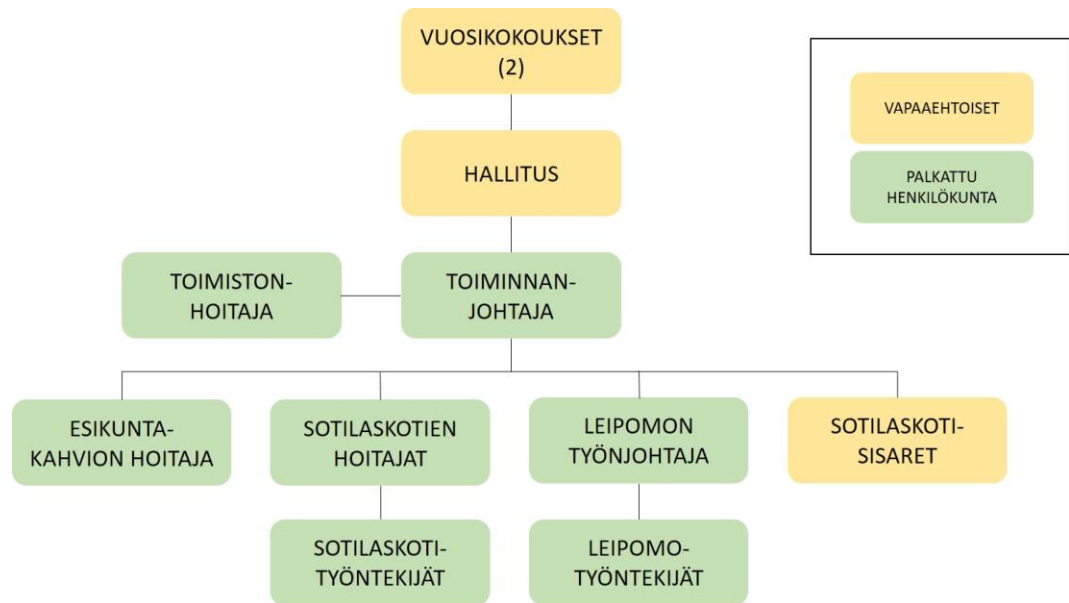 VUOSIKOKOUKSET
(2)
VAPAAEHTOISET
HALLITUS
PALKATTU
HENKILÖKUNTA
TOIMISTON-
HOITAJA
TOIMINNAN-
JOHTAJA
ESIKUNTA-
KAHVION HOITAJA
SOTILASKOTIEN
HOITAJAT
LEIPOMON
TYÖNJOHTAJA
SOTILASKOTI-
SISARET
SOTILASKOTI-
TYÖNTEKIJÄT
LEIPOMO-
TYÖNTEKIJÄT